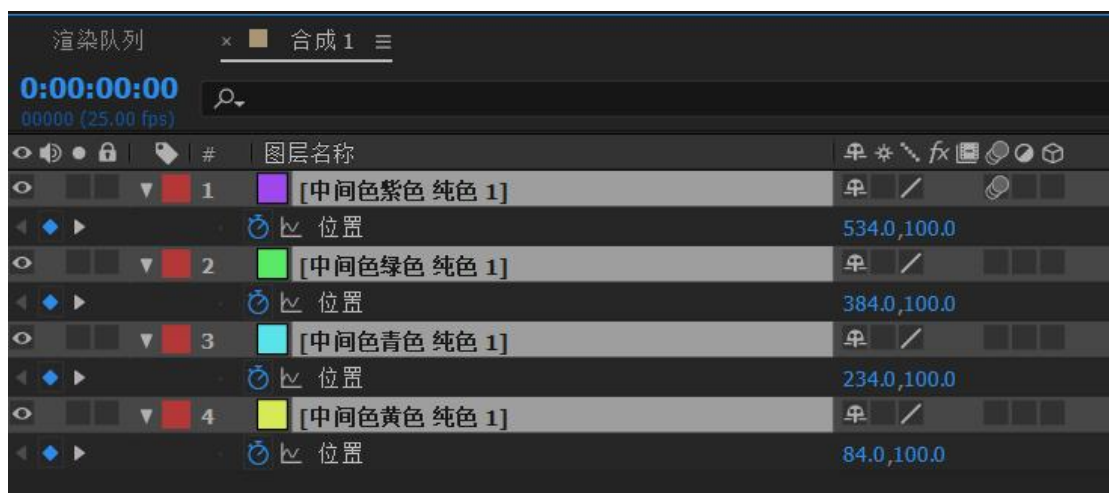 渲染队列 × 合成 1 ≡
0:00:00:00
00000 (25.00 fps)
# 图层名称 fx
1 [中间色紫色 纯色 1]
位置 534.0,100.0
2 [中间色绿色 纯色 1]
位置 384.0,100.0
3 [中间色青色 纯色 1]
位置 234.0,100.0
4 [中间色黄色 纯色 1]
位置 84.0,100.0